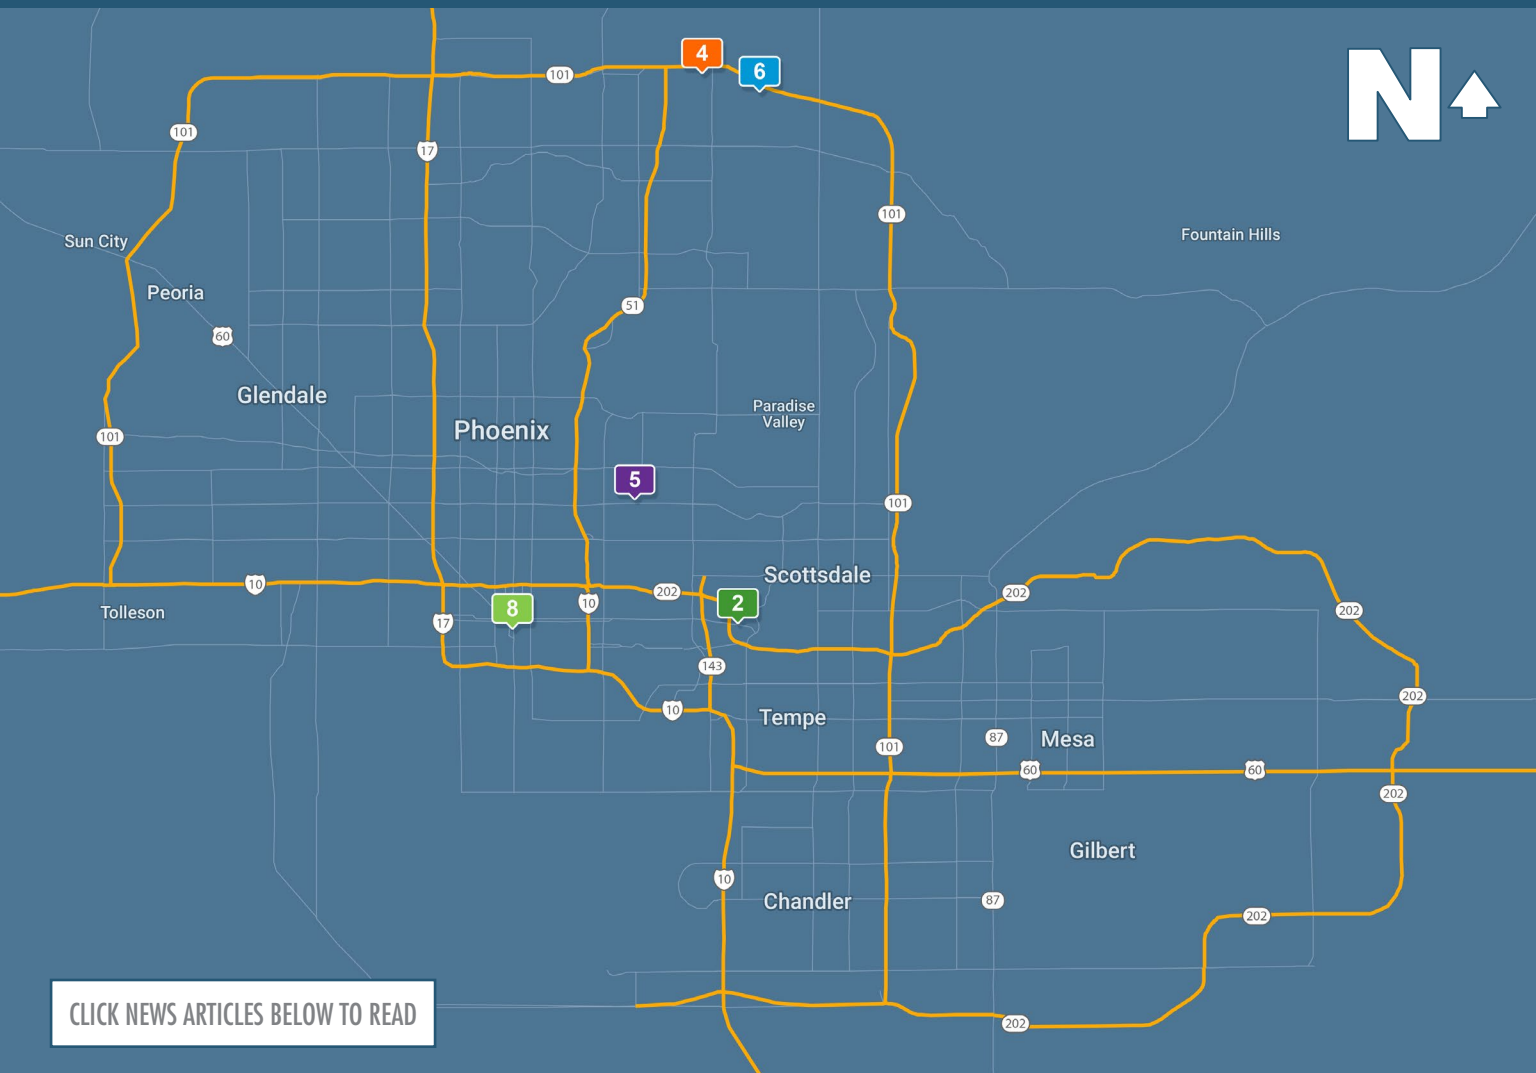 4
6
N
101
101
17
101
Sun City
Fountain Hills
Peoria
51
60
Glendale
Paradise
Valley
Phoenix
101
5
101
Scottsdale
10
202
202
10
8
2
Tolleson
17
202
143
202
10
Tempe
87
Mesa
101
60
60
202
Gilbert
10
Chandler
87
202
CLICK NEWS ARTICLES BELOW TO READ
202